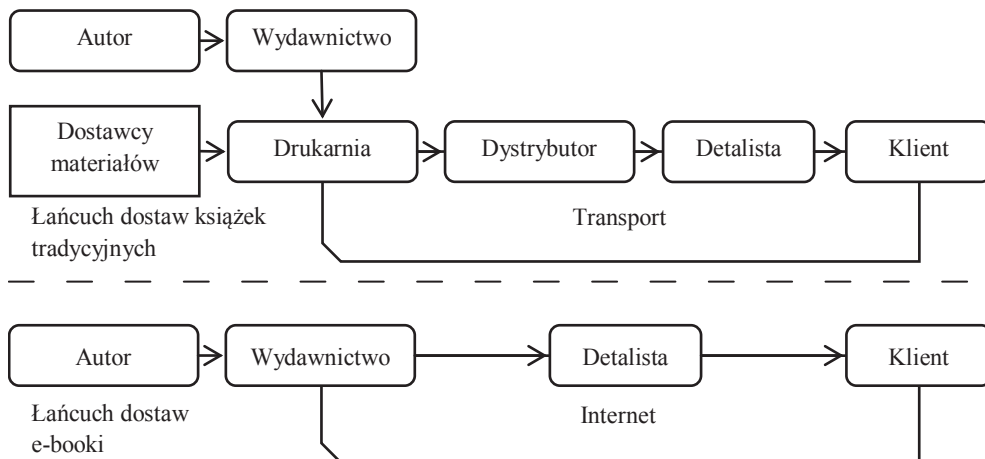 Autor
Wydawnictwo
Dostawcy
materiałów
Drukarnia
Dystrybutor
Detalista
Klient
Łańcuch dostaw książek
tradycyjnych
Transport
Autor
Wydawnictwo
Detalista
Klient
Łańcuch dostaw
e-booki
Internet